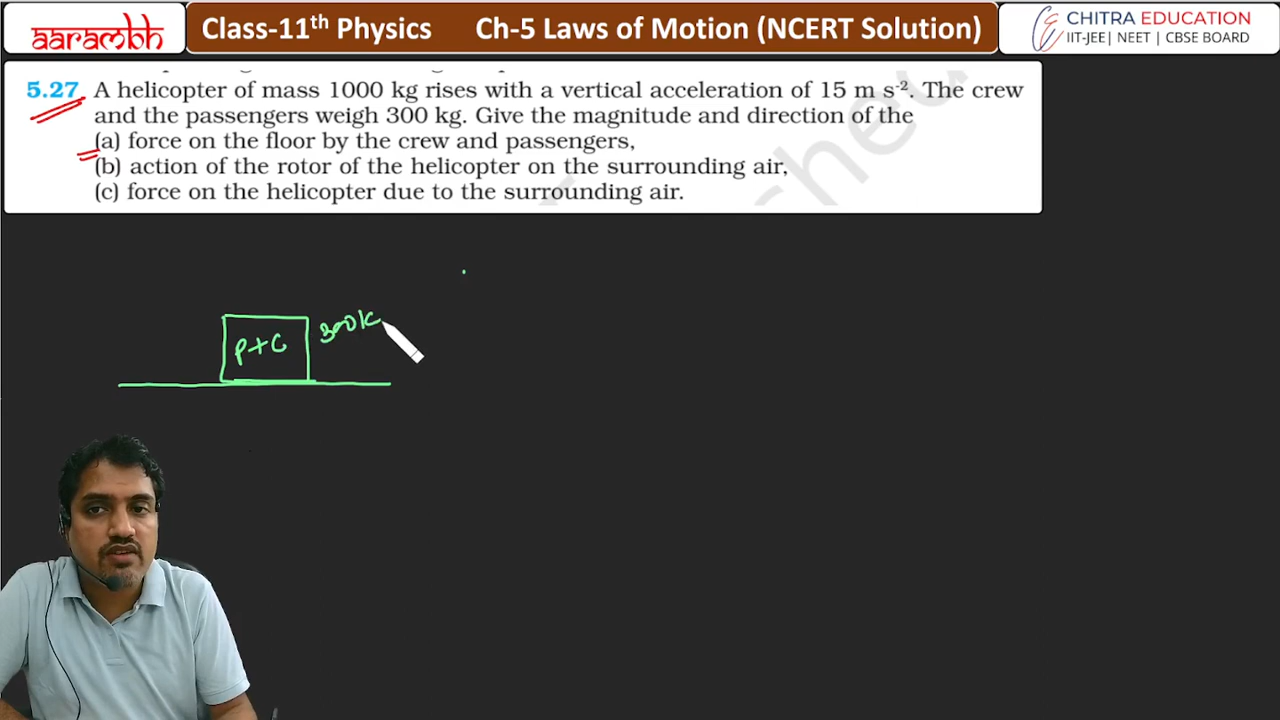 aarambh
Class-11th Physics Ch-5 Laws of Motion (NCERT Solution)
CHITRA EDUCATION
IIT-JEE| NEET | CBSE BOARD
5.27 A helicopter of mass 1000 kg rises with a vertical acceleration of 15 m s-2. The crew
and the passengers weigh 300 kg. Give the magnitude and direction of the
(a) force on the floor by the crew and passengers,
(b) action of the rotor of the helicopter on the surrounding air,
(c) force on the helicopter due to the surrounding air.
P+C
300K